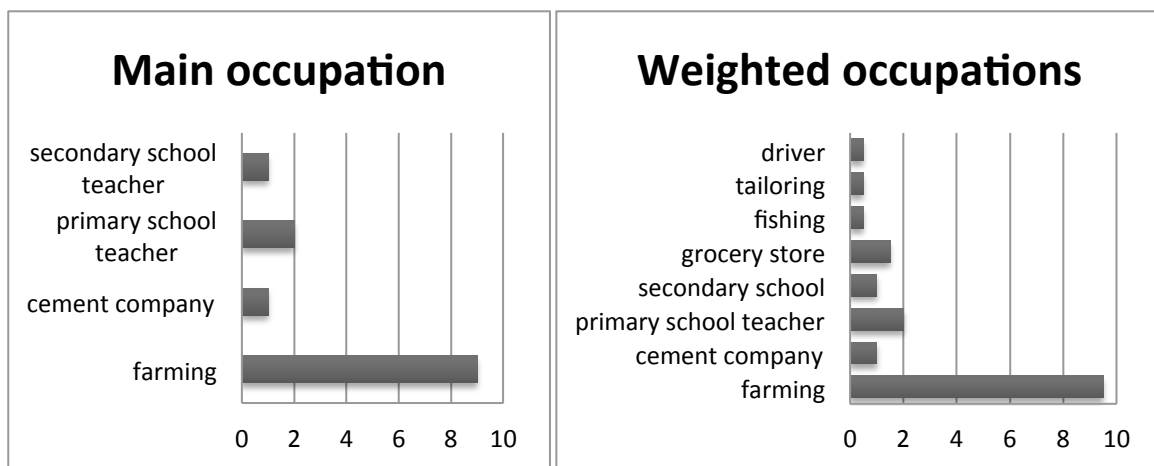 Main occupation
secondary school
teacher
primary school
teacher
cement company
farming
0 2 4 6 8 10
Weighted occupations
driver
tailoring
fishing
grocery store
secondary school
primary school teacher
cement company
farming
0 2 4 6 8 10